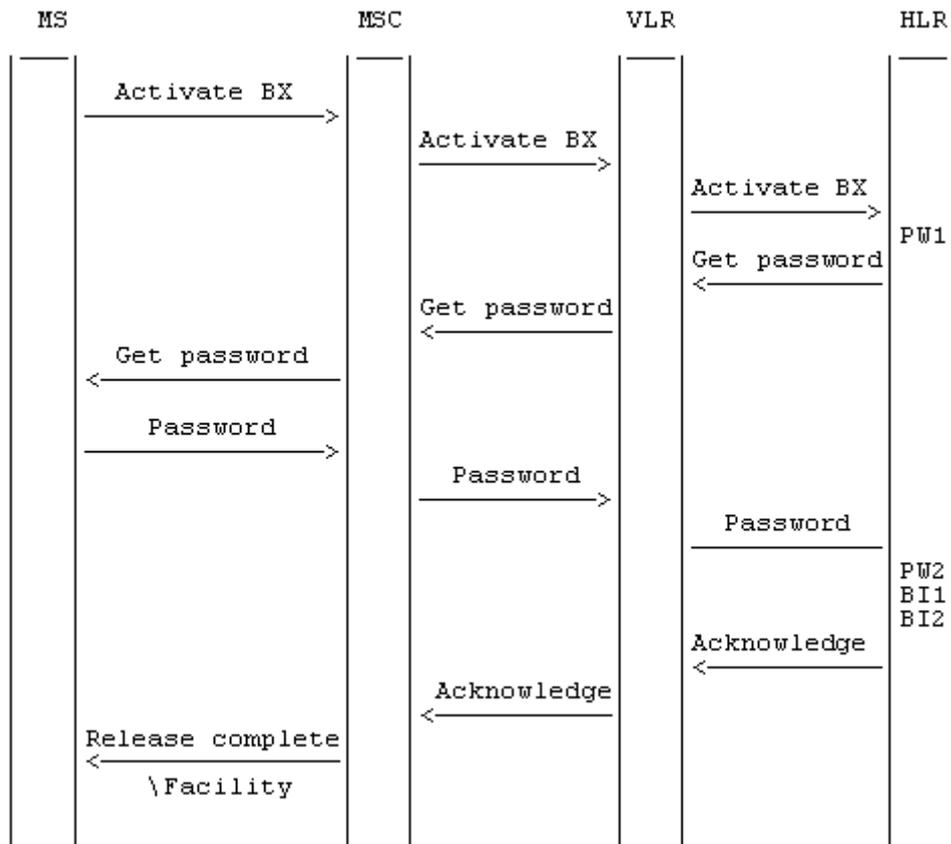 MS MSC VLR HLR
Activate BX
Activate BX
Activate BX
PW1
Get password
Get password
Get password
Password
Password
Password
PW2
BI1
BI2
Acknowledge
Acknowledge
Release complete
\Facility